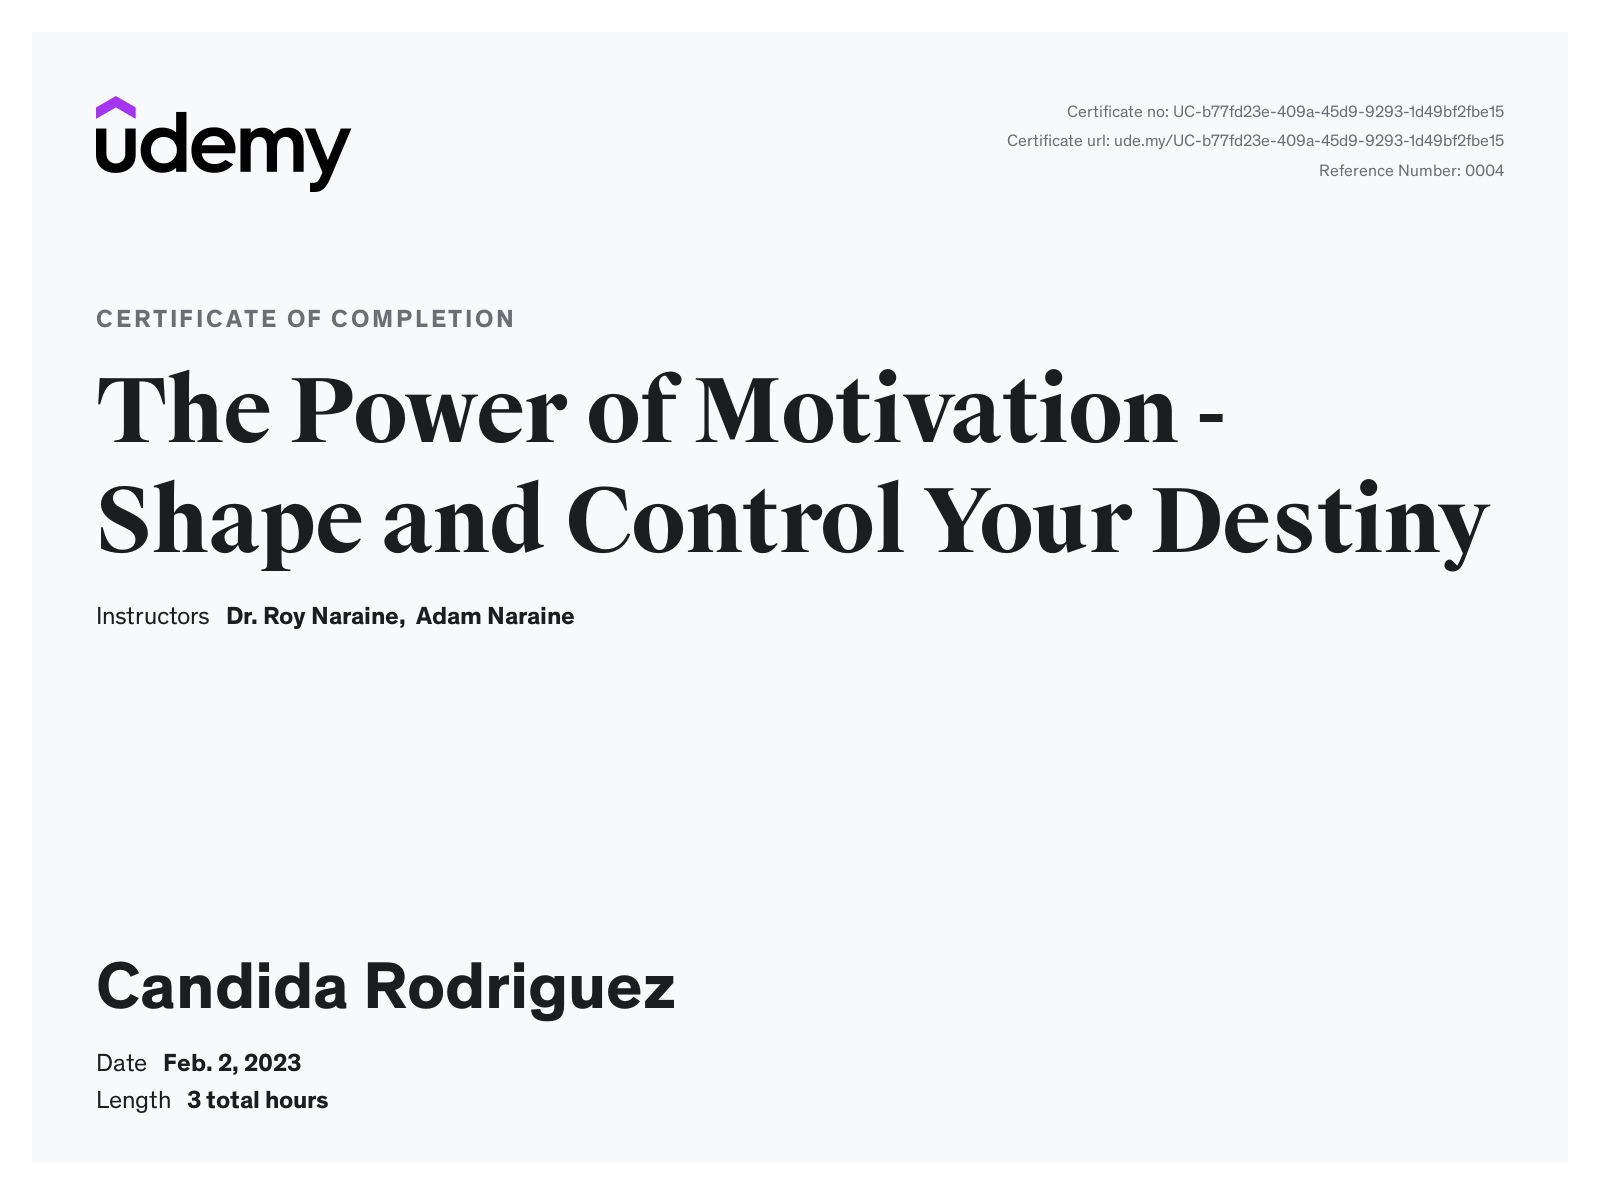 udemy
Certificate no: UC-b77fd23e-409a-45d9-9293-1d49bf2fbe15
Certificate url: ude.my/UC-b77fd23e-409a-45d9-9293-1d49bf2fbe15
Reference Number: 0004
CERTIFICATE OF COMPLETION
The Power of Motivation -
Shape and Control Your Destiny
Instructors Dr. Roy Naraine, Adam Naraine
Candida Rodriguez
Date Feb. 2, 2023
Length 3 total hours